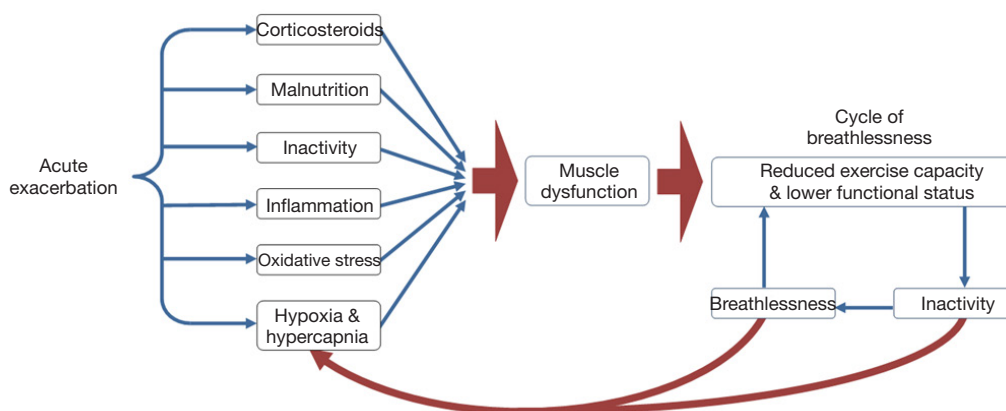 Acute
exacerbation
Corticosteroids
Malnutrition
Inactivity
Inflammation
Oxidative stress
Hypoxia &
hypercapnia
Muscle
dysfunction
Cycle of
breathlessness
Reduced exercise capacity
& lower functional status
Breathlessness
Inactivity